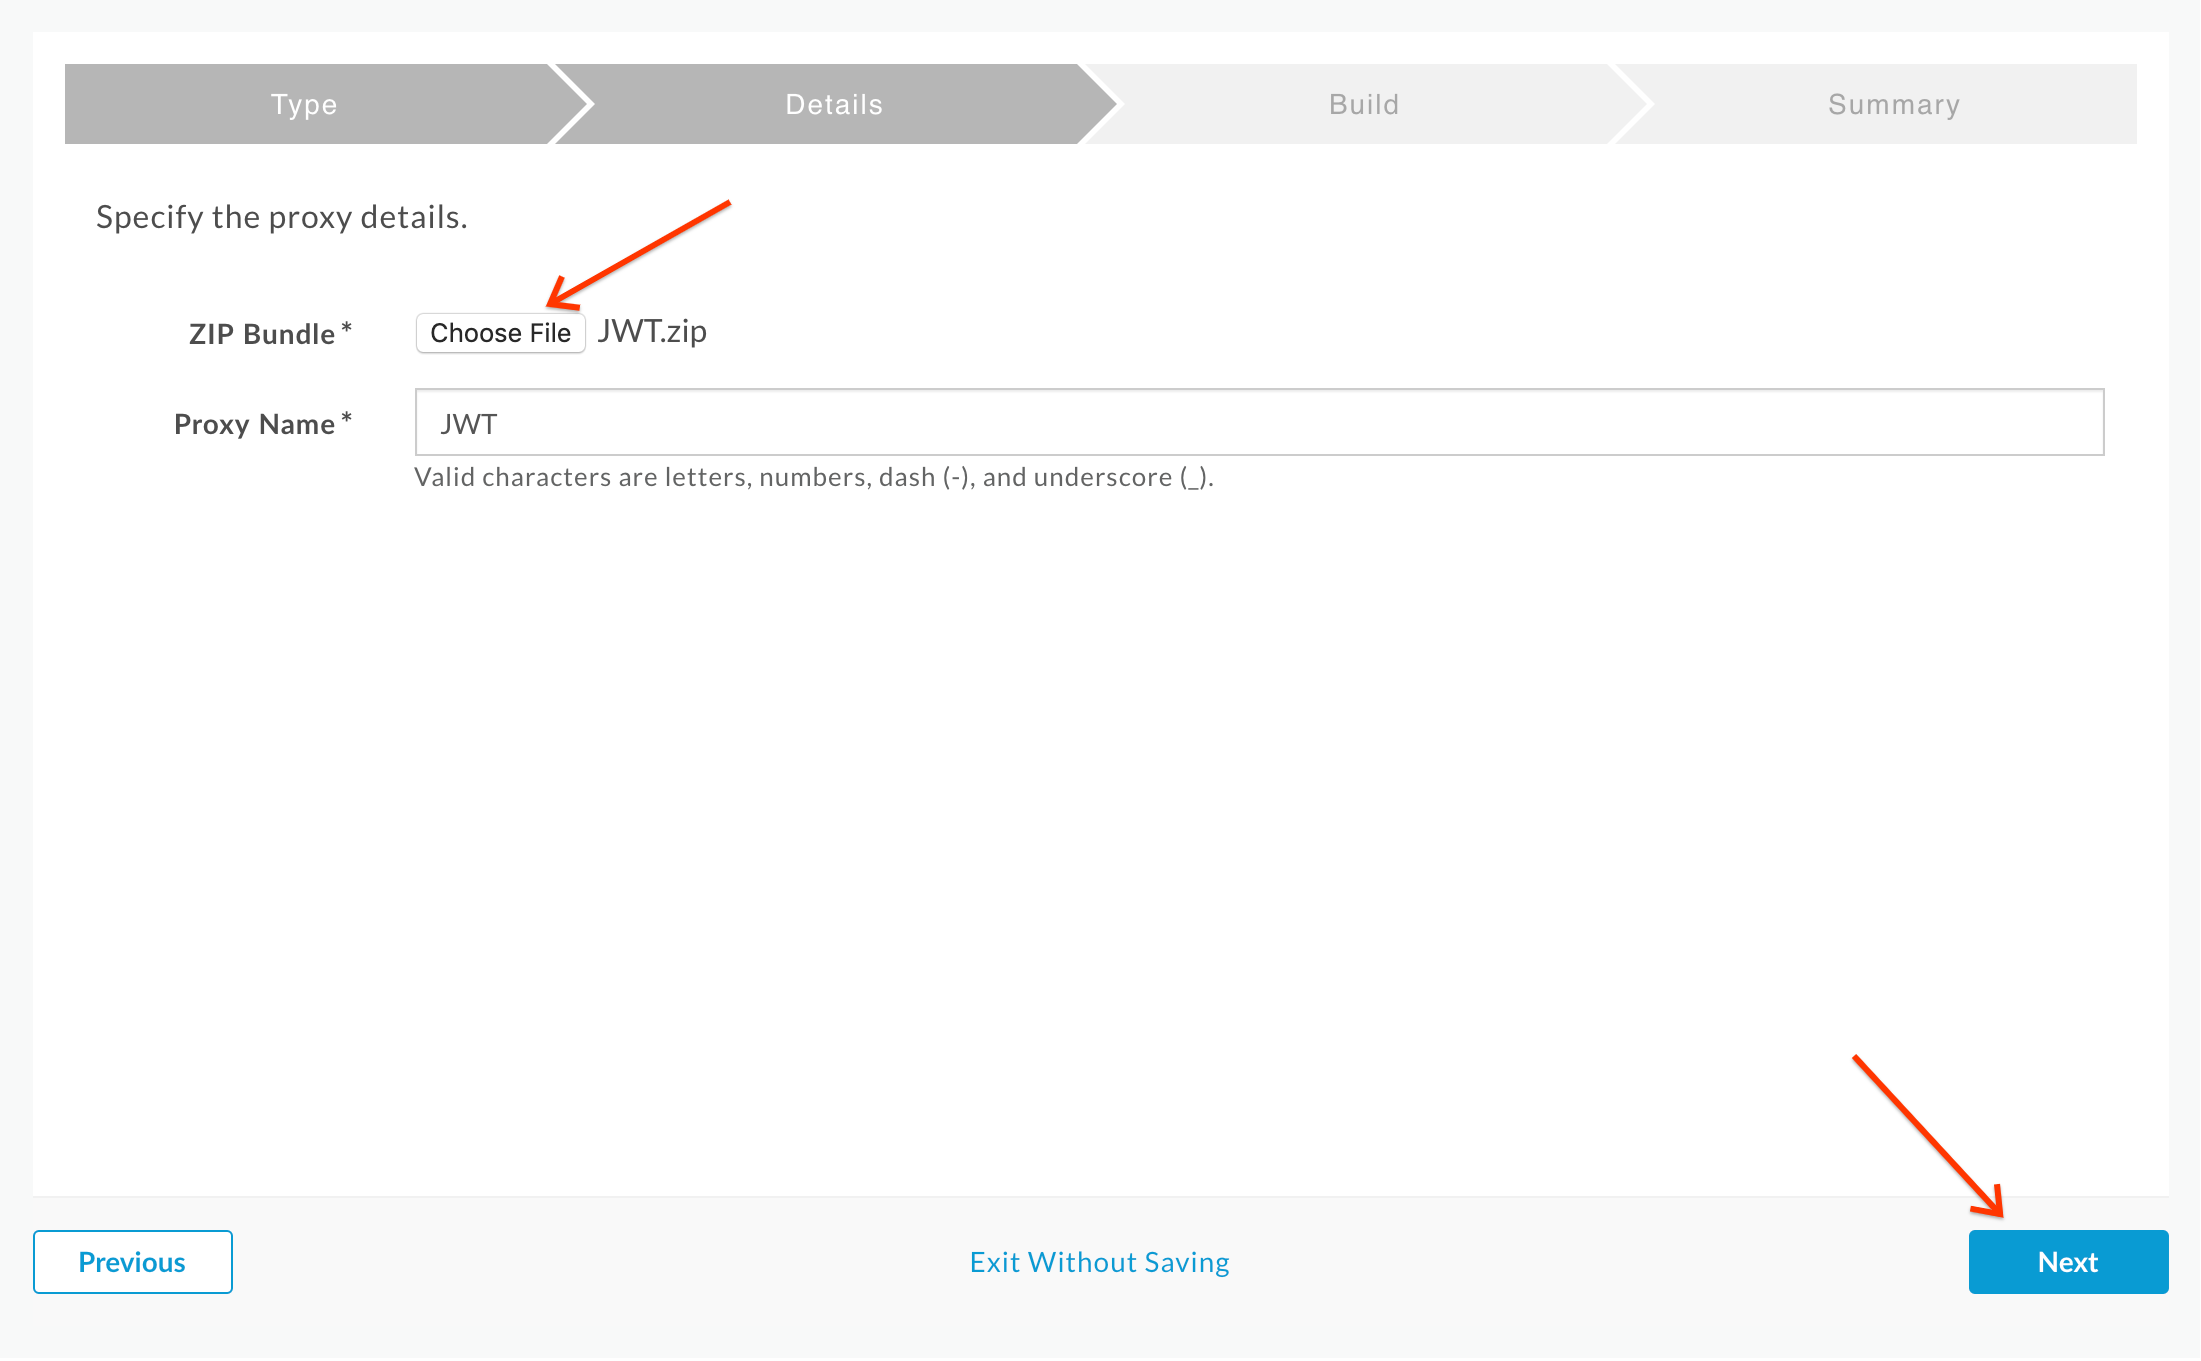 Type
Details
Build
Summary
Specify the proxy details.
ZIP Bundle*
Choose File JWT.zip
Proxy Name*
JWT
Valid characters are letters, numbers, dash (-), and underscore (_).
Previous
Exit Without Saving
Next